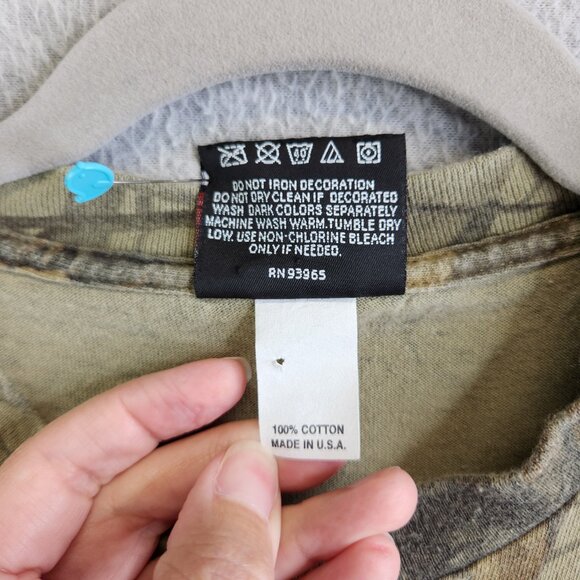 40
DO NOT IRON DECORATION
DO NOT DRY CLEAN IF DECORATED
WASH DARK COLORS SEPARATELY
MACHINE WASH WARM. TUMBLE DRY
LOW. USE NON-CHLORINE BLEACH
ONLY IF NEEDED.
RN 93965
100% COTTON
MADE IN U.S.A.